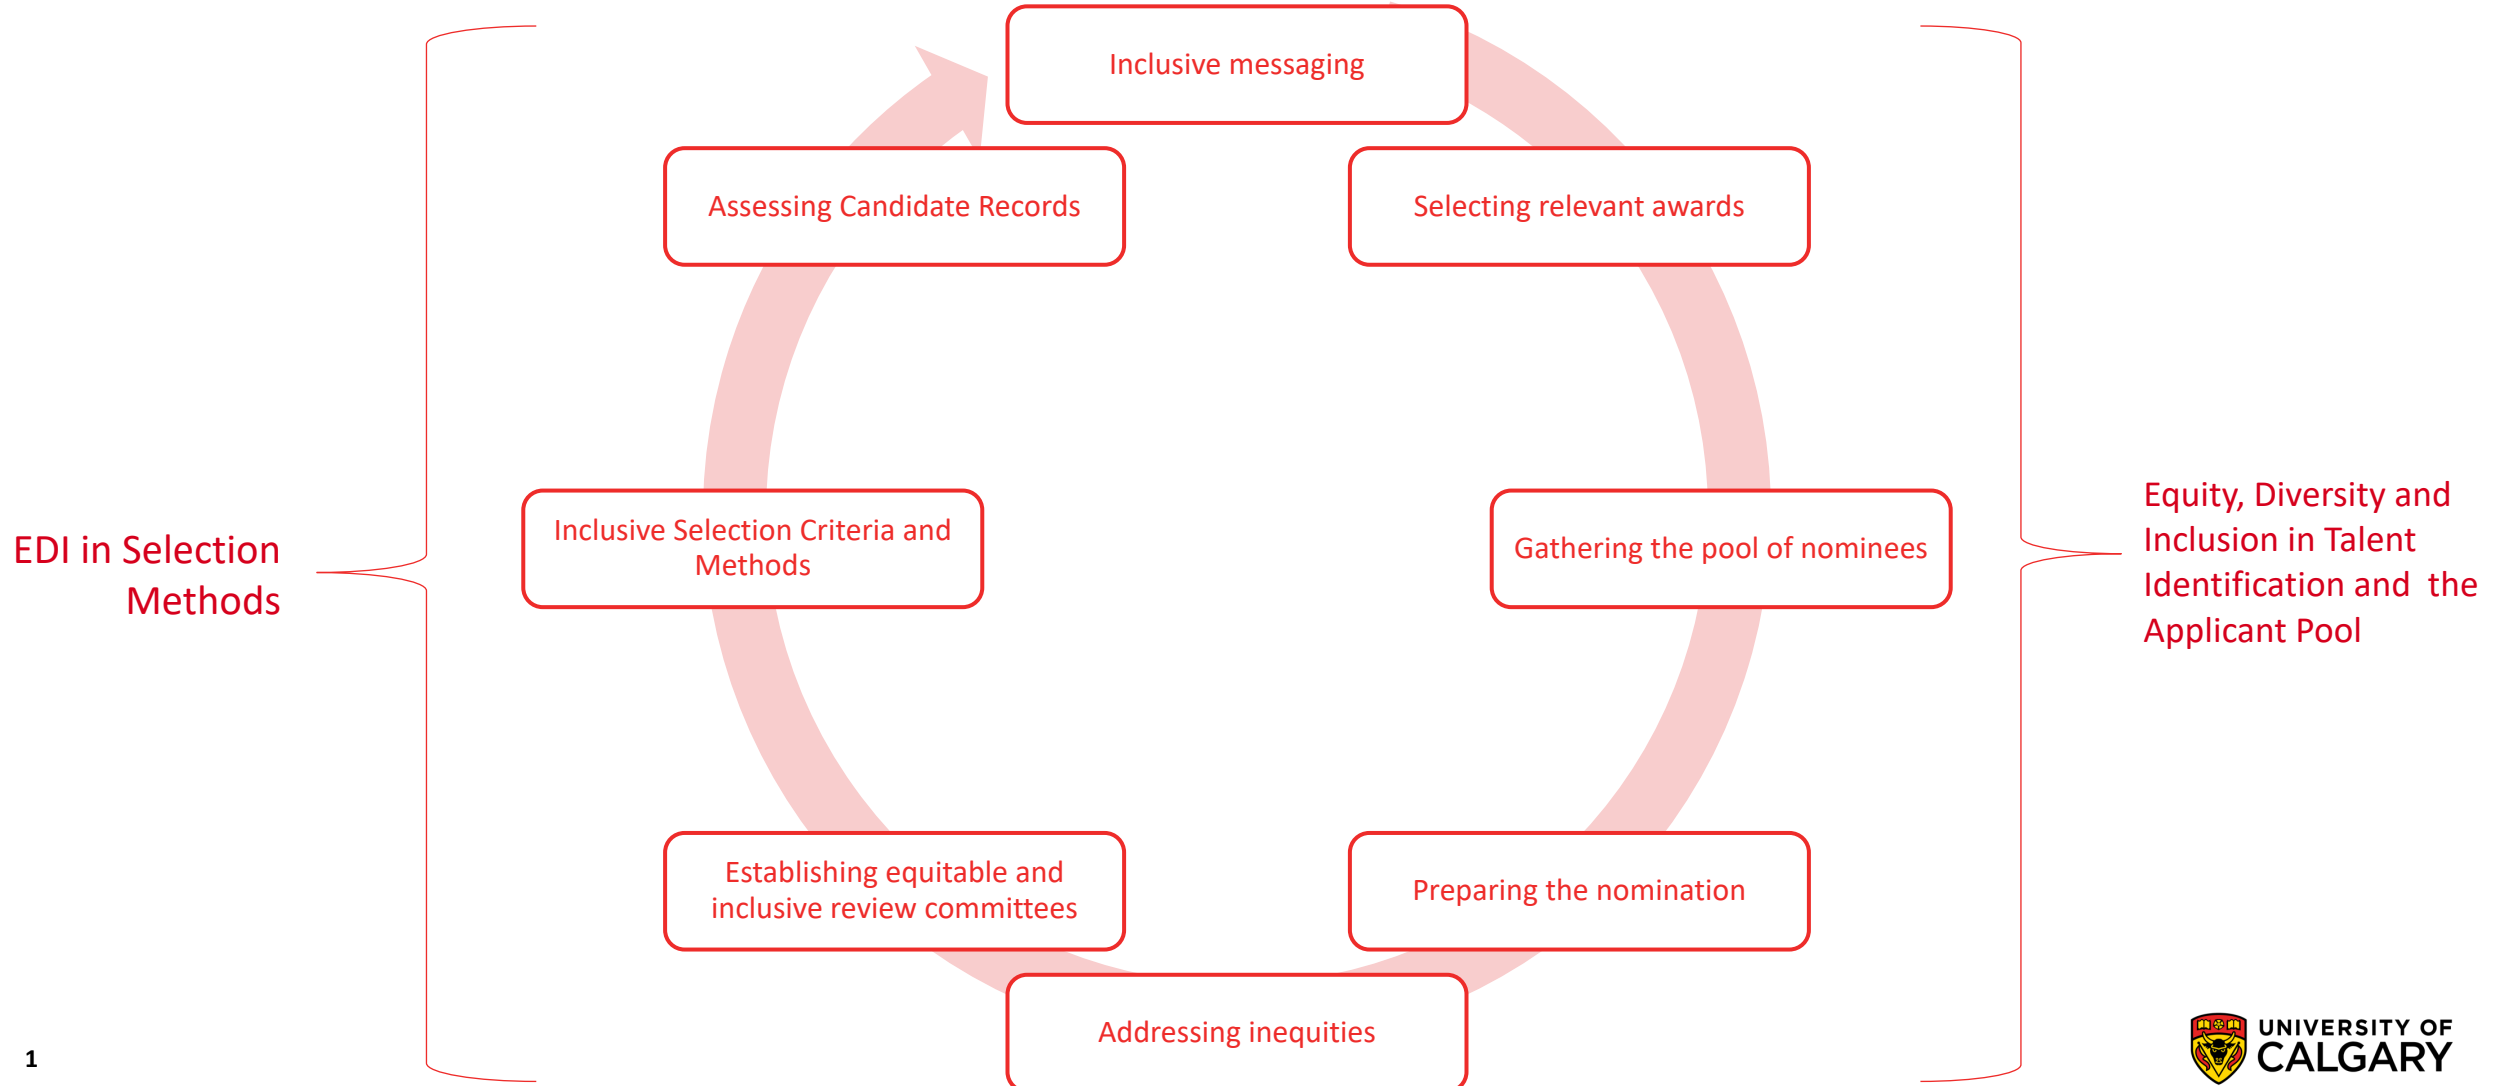 Inclusive messaging
Selecting relevant awards
Gathering the pool of nominees
Preparing the nomination
Addressing inequities
Establishing equitable and
inclusive review committees
Inclusive Selection Criteria and
Methods
Assessing Candidate Records
EDI in Selection
Methods
Equity, Diversity and
Inclusion in Talent
Identification and  the
Applicant Pool
1
UNIVERSITY OF
CALGARY